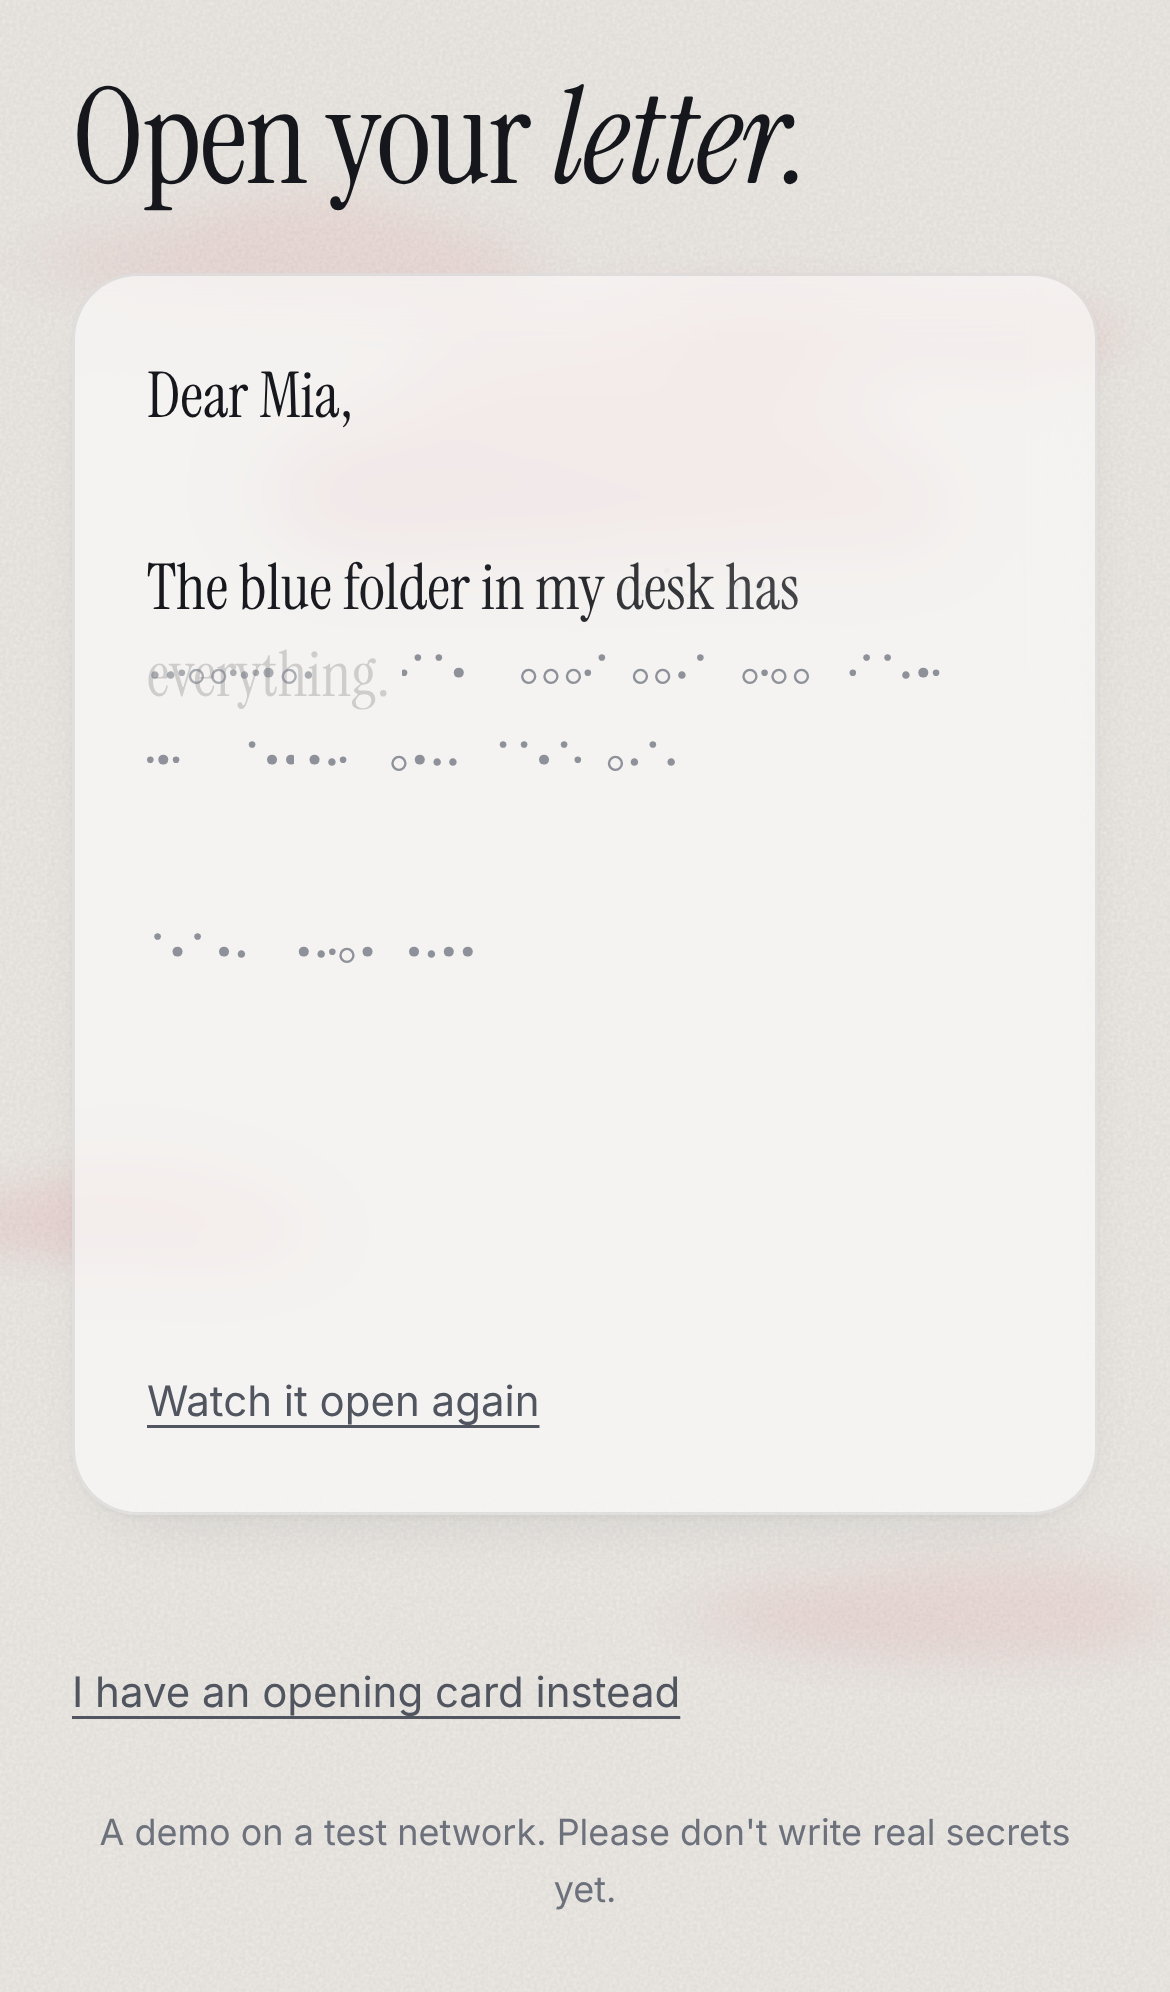 Open your letter.
Dear Mia,
The blue folder in my desk has
everything.
Watch it open again
I have an opening card instead
A demo on a test network. Please don't write real secrets
yet.